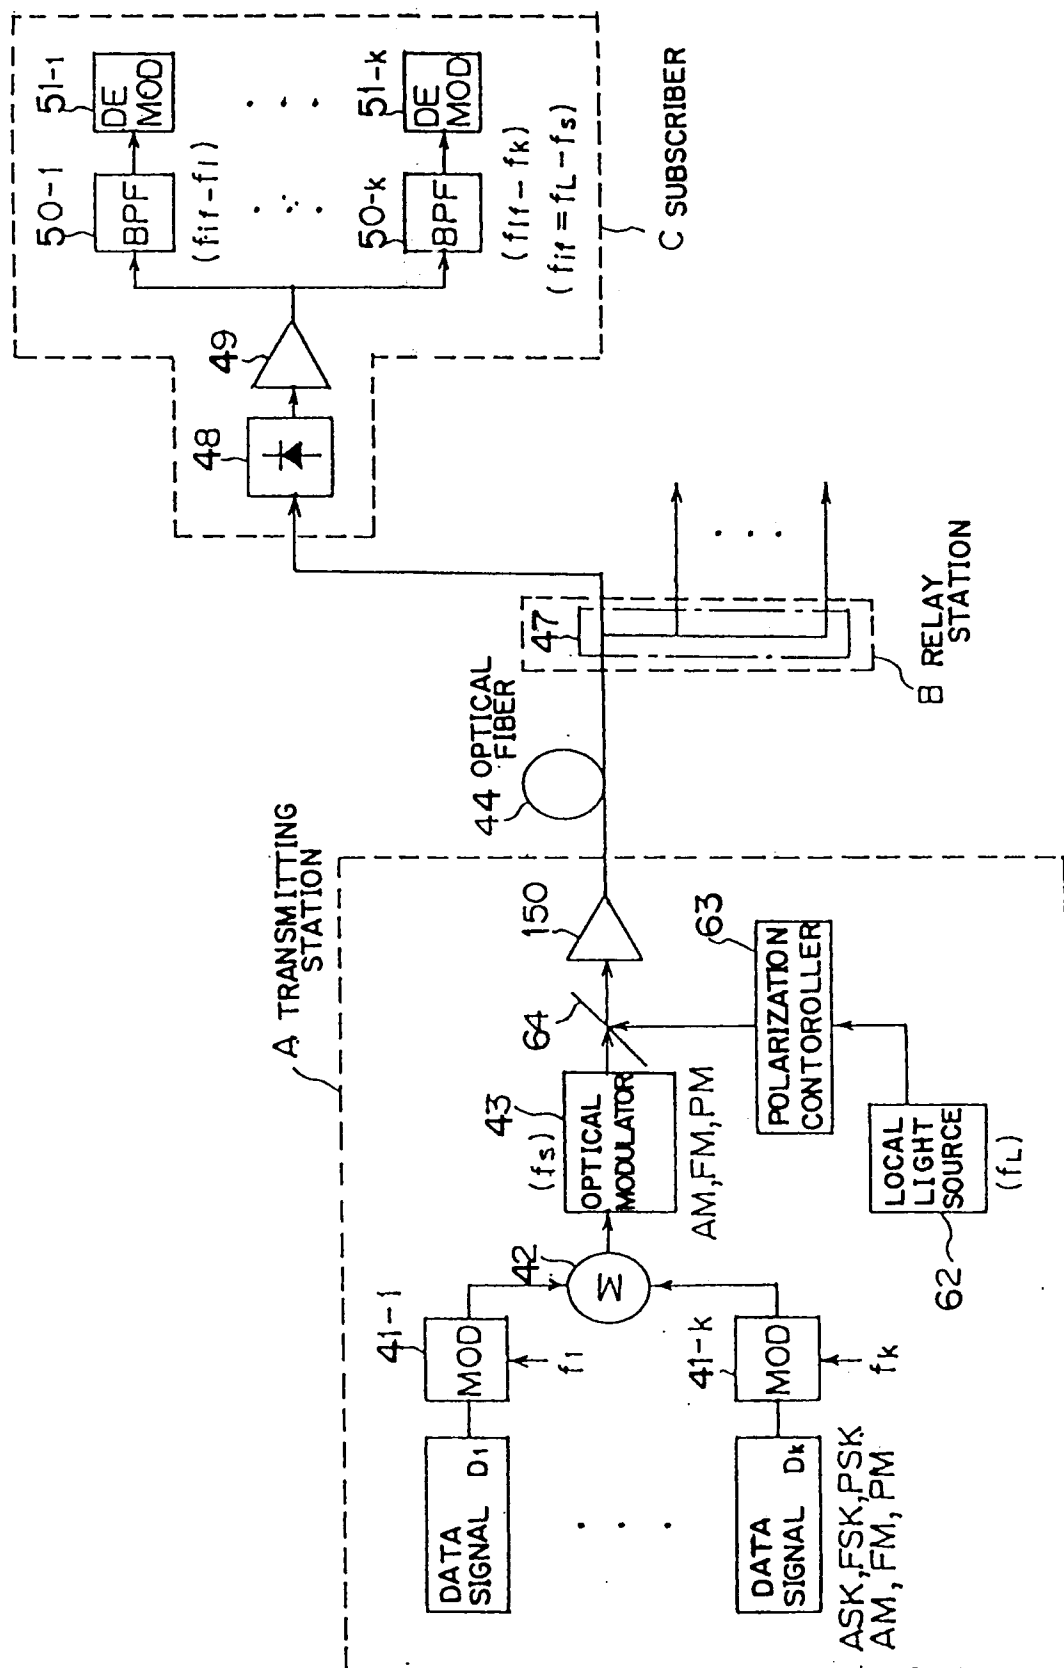 A TRANSMITTING
STATION
DATA
SIGNAL D1
41-1
MOD
f1
DATA
SIGNAL Dk
41-k
MOD
fk
ASK,FSK,PSK
AM, FM, PM
42
Σ
43
(fs)
OPTICAL
MODULATOR
AM,FM,PM
64
150
63
POLARIZATION
CONTOROLLER
LOCAL
LIGHT
SOURCE
(fL)
62
44 OPTICAL
FIBER
47
B RELAY
STATION
48
49
50-1
BPF
(fif-f1)
51-1
DE
MOD
50-k
BPF
(fIf-fk)
(fif=fL-fs)
51-k
DE
MOD
C SUBSCRIBER